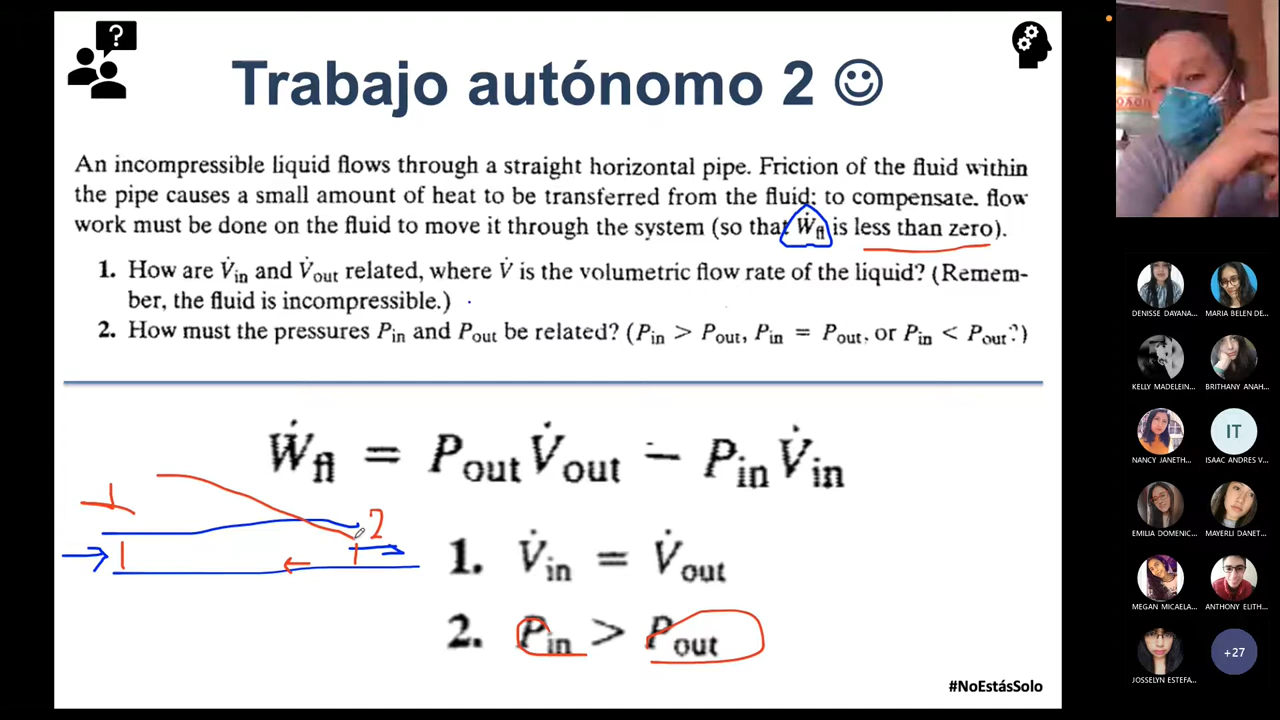 ?
Trabajo autónomo 2 ☺
An incompressible liquid flows through a straight horizontal pipe. Friction of the fluid within
the pipe causes a small amount of heat to be transferred from the fluid; to compensate. flow
work must be done on the fluid to move it through the system (so that Ẇfl is less than zero).
1. How are V̇in and V̇out related, where V̇ is the volumetric flow rate of the liquid? (Remem-
ber, the fluid is incompressible.)
2. How must the pressures Pin and Pout be related? (Pin > Pout, Pin = Pout, or Pin < Pout?)
Ẇfl = PoutV̇out − PinV̇in
1 2
1. V̇in = V̇out
2. Pin > Pout
#NoEstásSolo
DENISSE DAYANA...
MARIA BELEN DE...
KELLY MADELEIN...
BRITHANY ANAH...
NANCY JANETH...
IT
ISAAC ANDRES V...
EMILIA DOMENIC...
MAYERLI DANET...
MEGAN MICAELA...
ANTHONY ELITH...
JOSSELYN ESTEFA...
+27